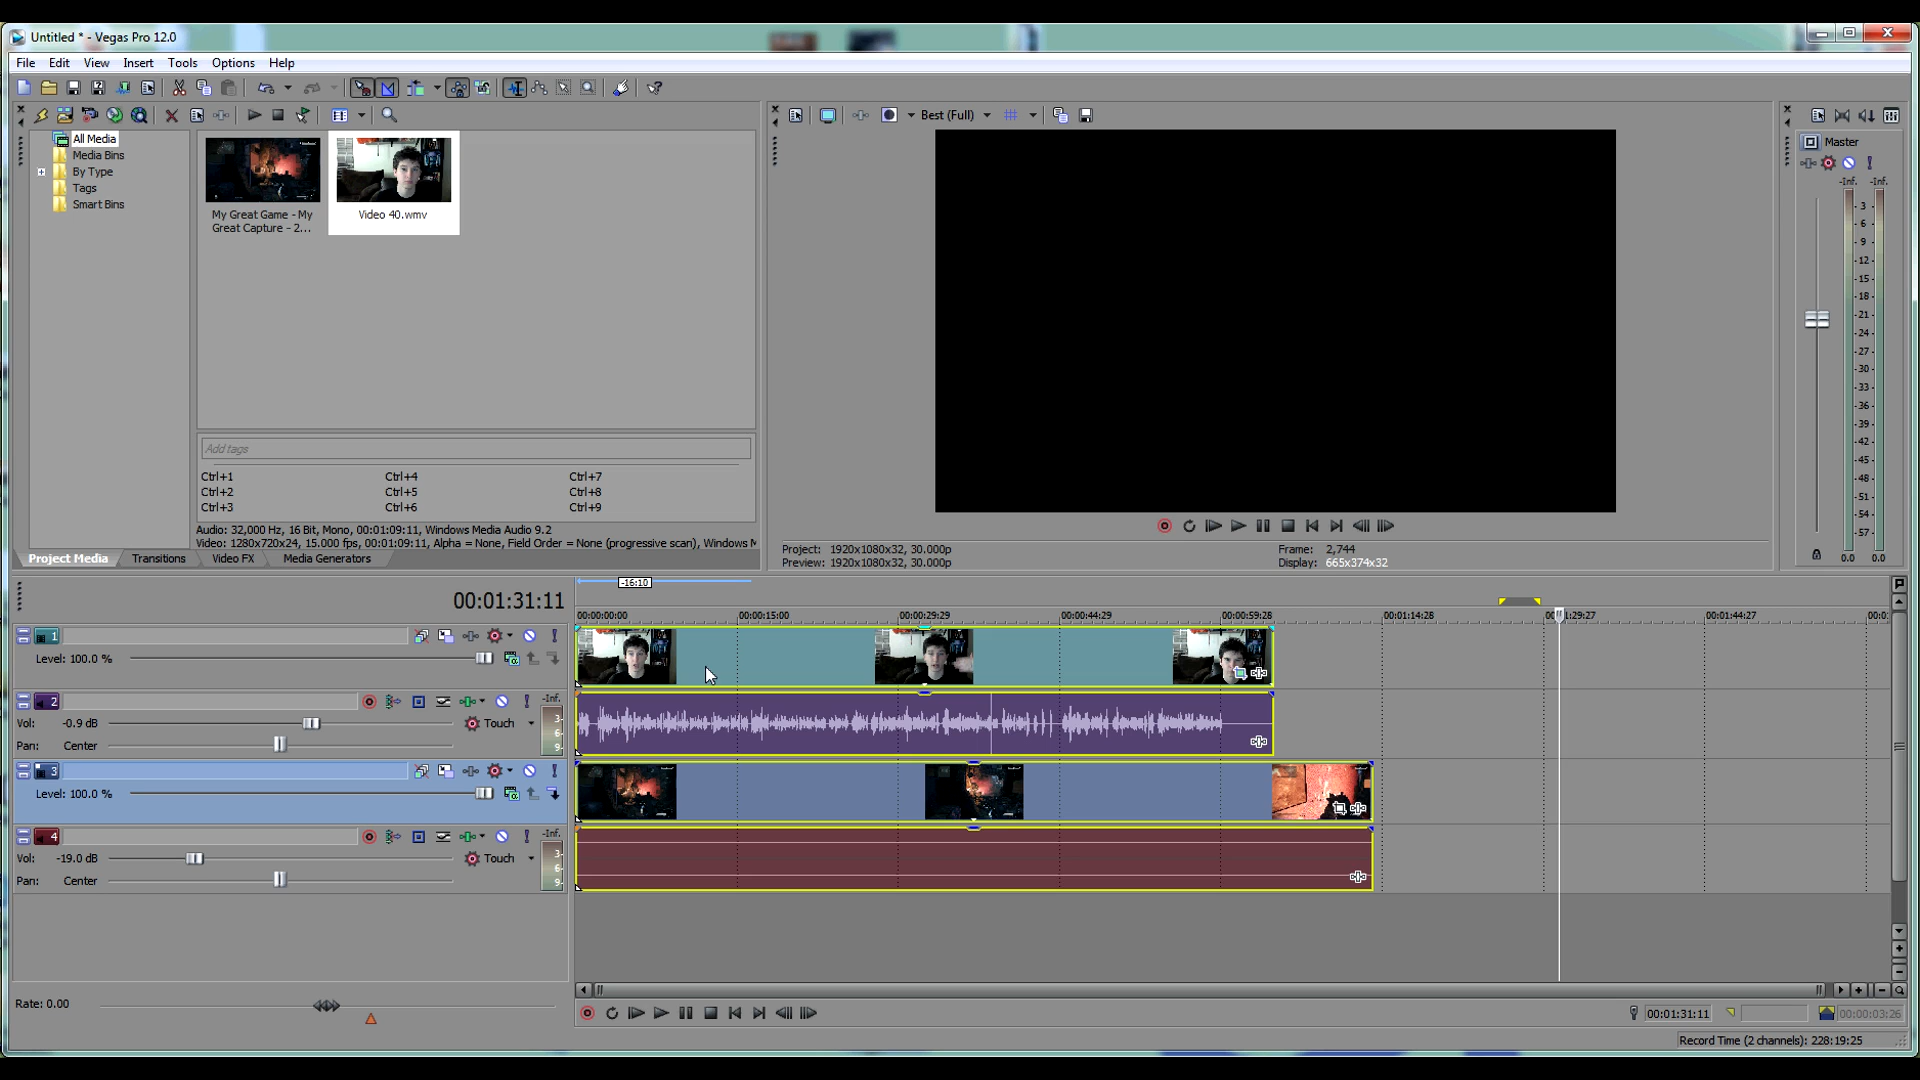 Untitled * - Vegas Pro 12.0
File Edit View Insert Tools Options Help
Best (Full)
All Media
Media Bins
By Type
Tags
Smart Bins
My Great Game - My
Great Capture - 2...
Video 40.wmv
Add tags
Ctrl+1 Ctrl+4 Ctrl+7
Ctrl+2 Ctrl+5 Ctrl+8
Ctrl+3 Ctrl+6 Ctrl+9
Audio: 32,000 Hz, 16 Bit, Mono, 00:01:09:11, Windows Media Audio 9.2
Video: 1280x720x24, 15.000 fps, 00:01:09:11, Alpha = None, Field Order = None (progressive scan), Windows M
Project Media Transitions Video FX Media Generators
Project: 1920x1080x32, 30.000p
Preview: 1920x1080x32, 30.000p
Frame: 2,744
Display: 665x374x32
Master
-Inf. -Inf.
- 3 -
- 6 -
- 9 -
-12-
-15-
-18-
-21-
-24-
-27-
-30-
-33-
-36-
-39-
-42-
-45-
-48-
-51-
-54-
-57-
0.0 0.0
00:01:31:11
-16:10
00:00:00:00 00:00:15:00 00:00:29:29 00:00:44:29 00:00:59:28 00:01:14:28 00:01:29:27 00:01:44:27 00:0
1
Level: 100.0 %
2
-Inf.
Vol: -0.9 dB Touch
Pan: Center
3
6
9
3
Level: 100.0 %
4
-Inf.
Vol: -19.0 dB Touch
Pan: Center
3
6
9
Rate: 0.00
00:01:31:11 00:00:03:26
Record Time (2 channels): 228:19:25